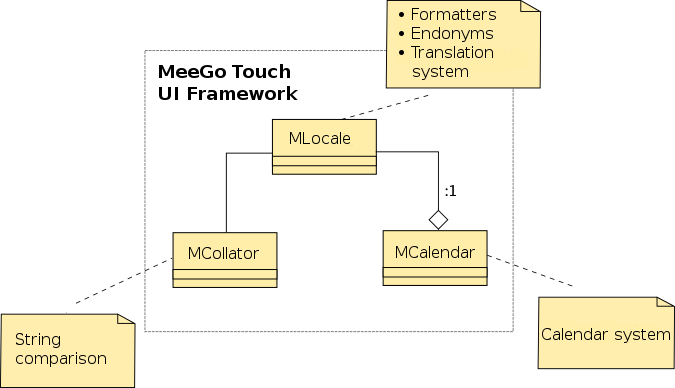 • Formatters
• Endonyms
• Translation
system
MeeGo Touch
UI Framework
MLocale
:1
MCollator
MCalendar
String
comparison
Calendar system